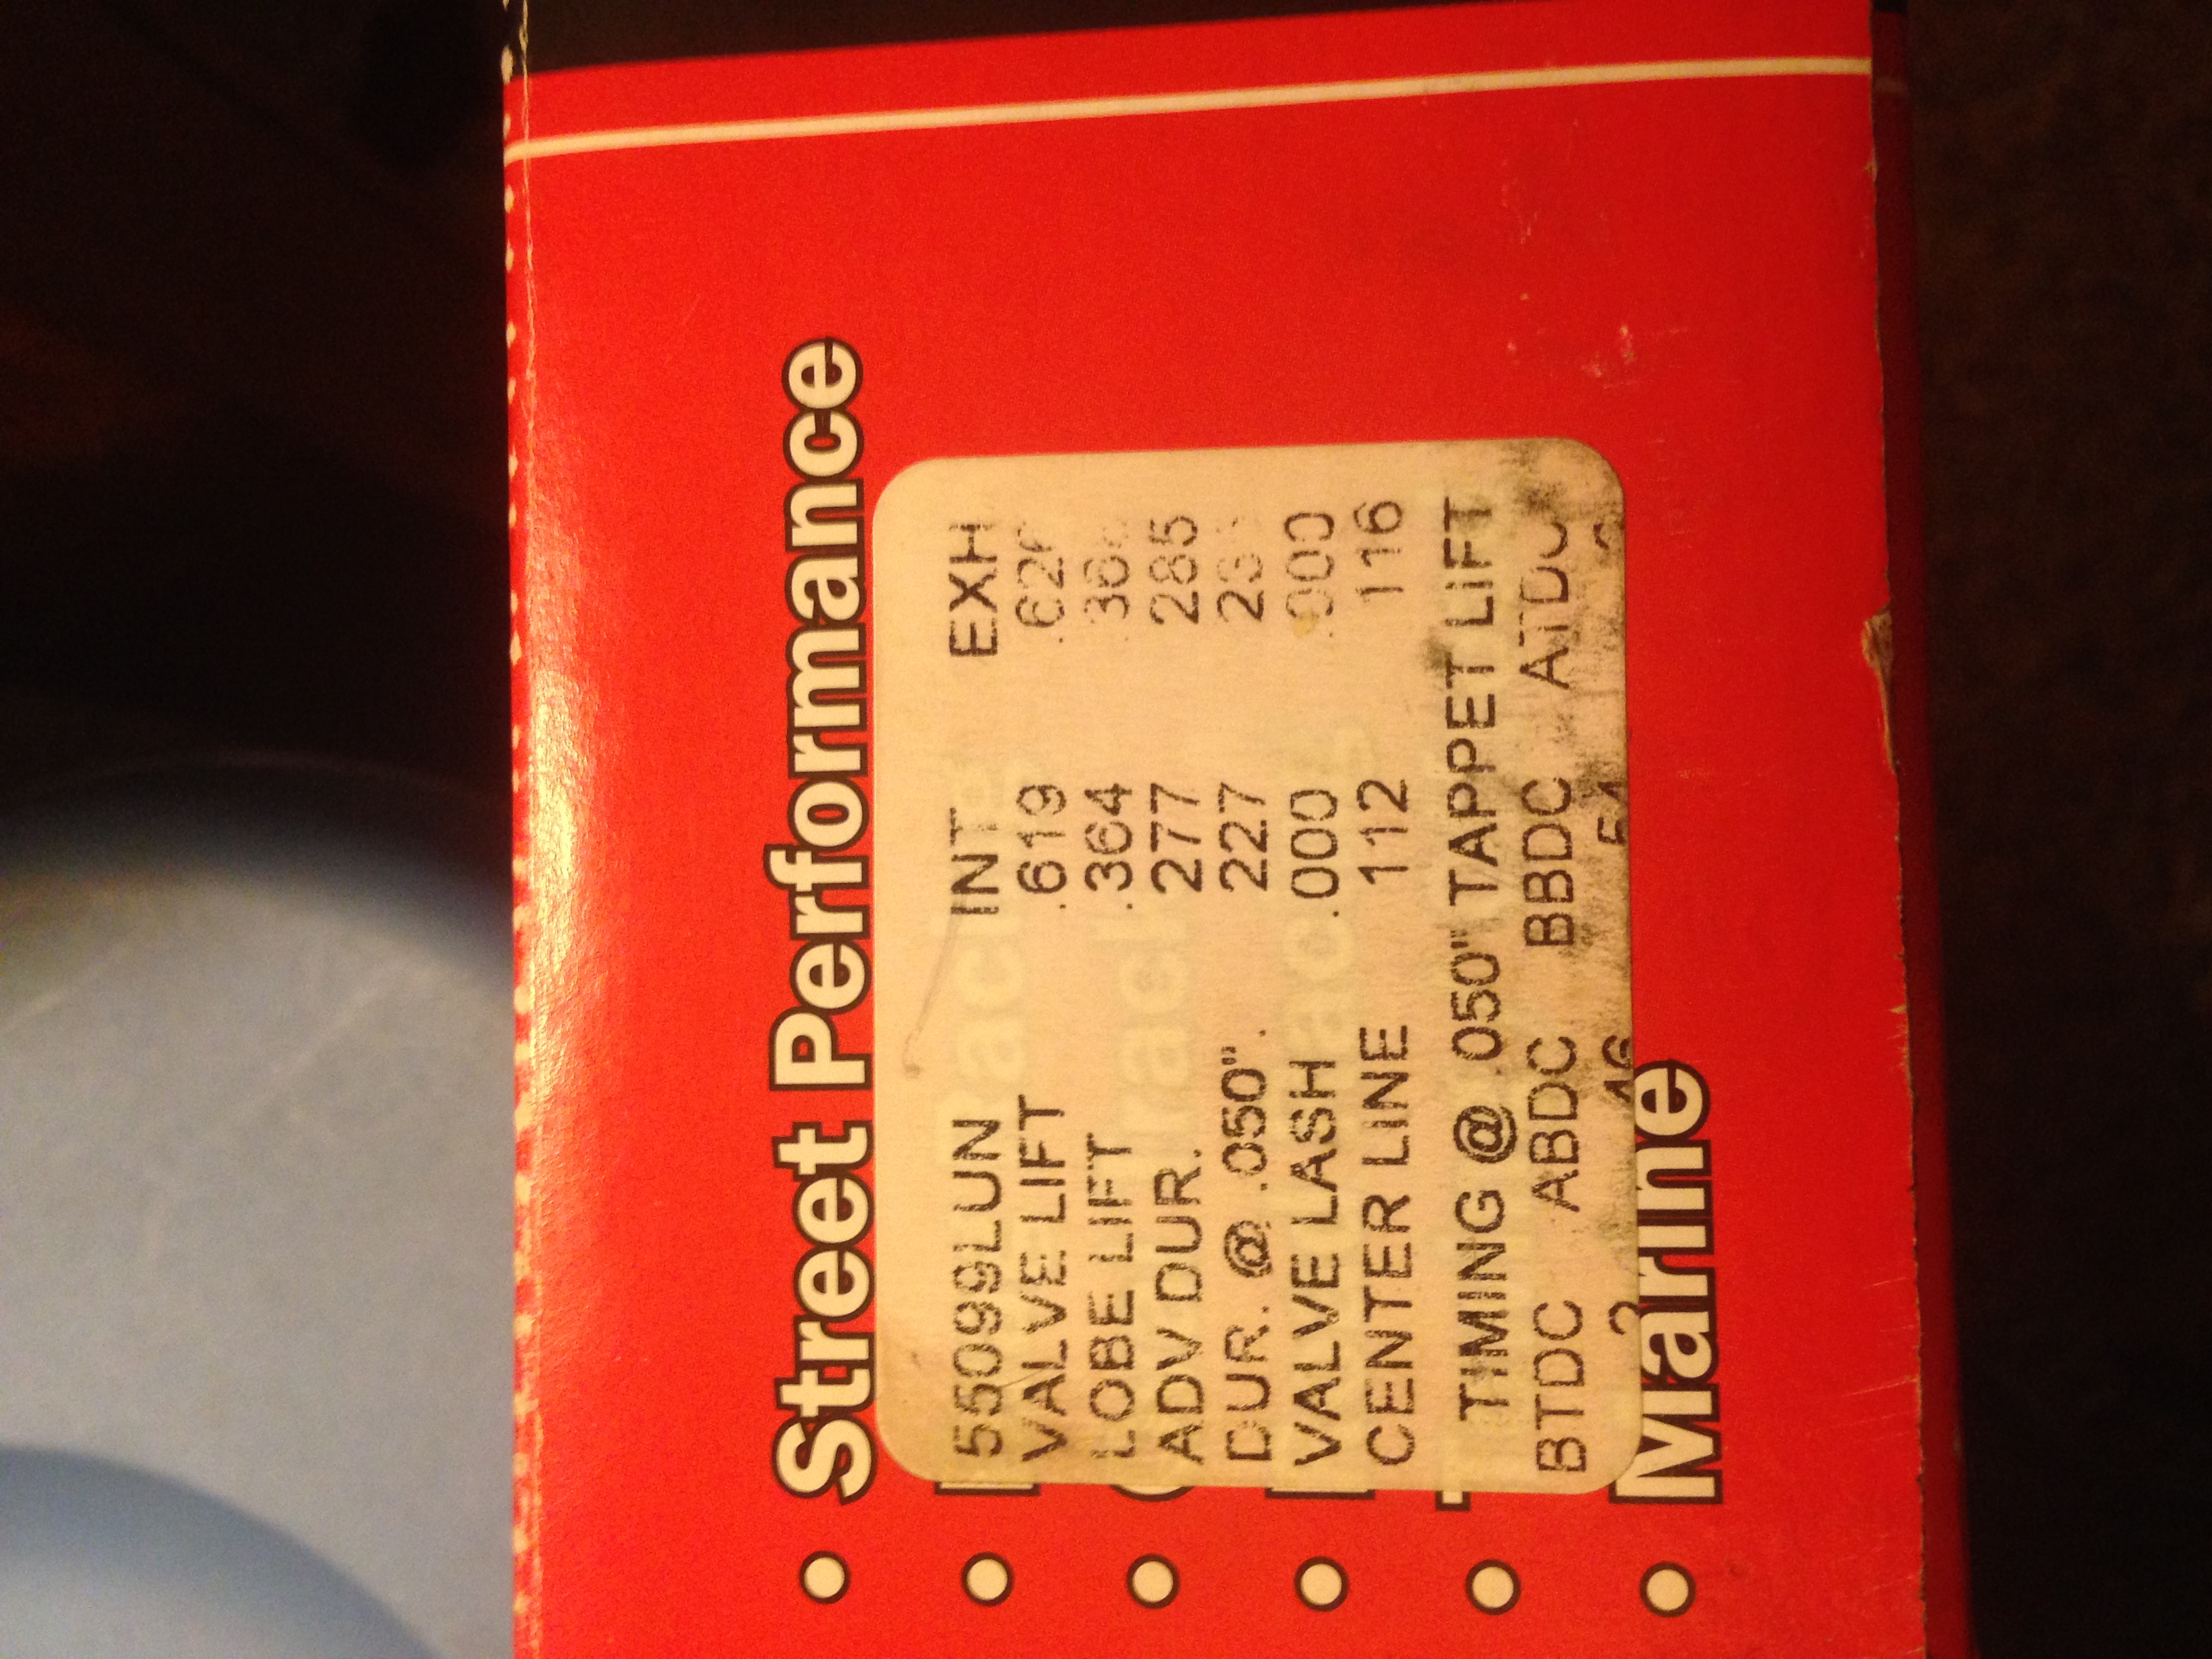 Street Performance
55099LUN INT EXH
VALVE LIFT .619
LOBE LIFT .364
ADV DUR. 277 285
DUR. @ .050". 227
VALVE LASH .000 .000
CENTER LINE 112 116
TIMING @ .050" TAPPET LIFT
BTDC ABDC BBDC ATDC
Marine